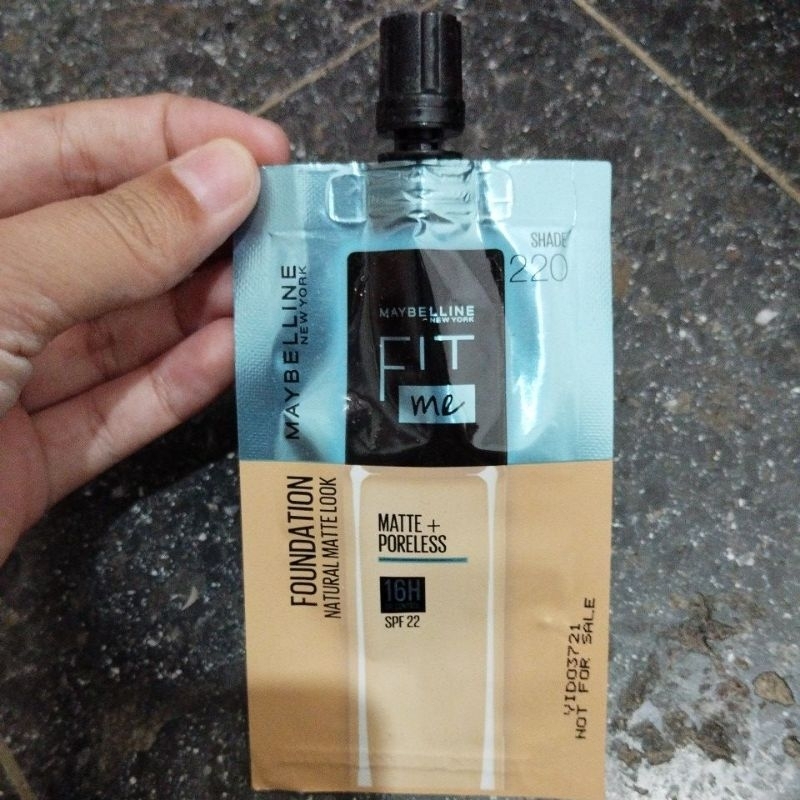 SHADE
220
MAYBELLINE
NEW YORK
MAYBELLINE
NEW YORK
FIT
me
FOUNDATION
NATURAL MATTE LOOK
MATTE +
PORELESS
16H
SPF 22
YID03721
NOT FOR SALE